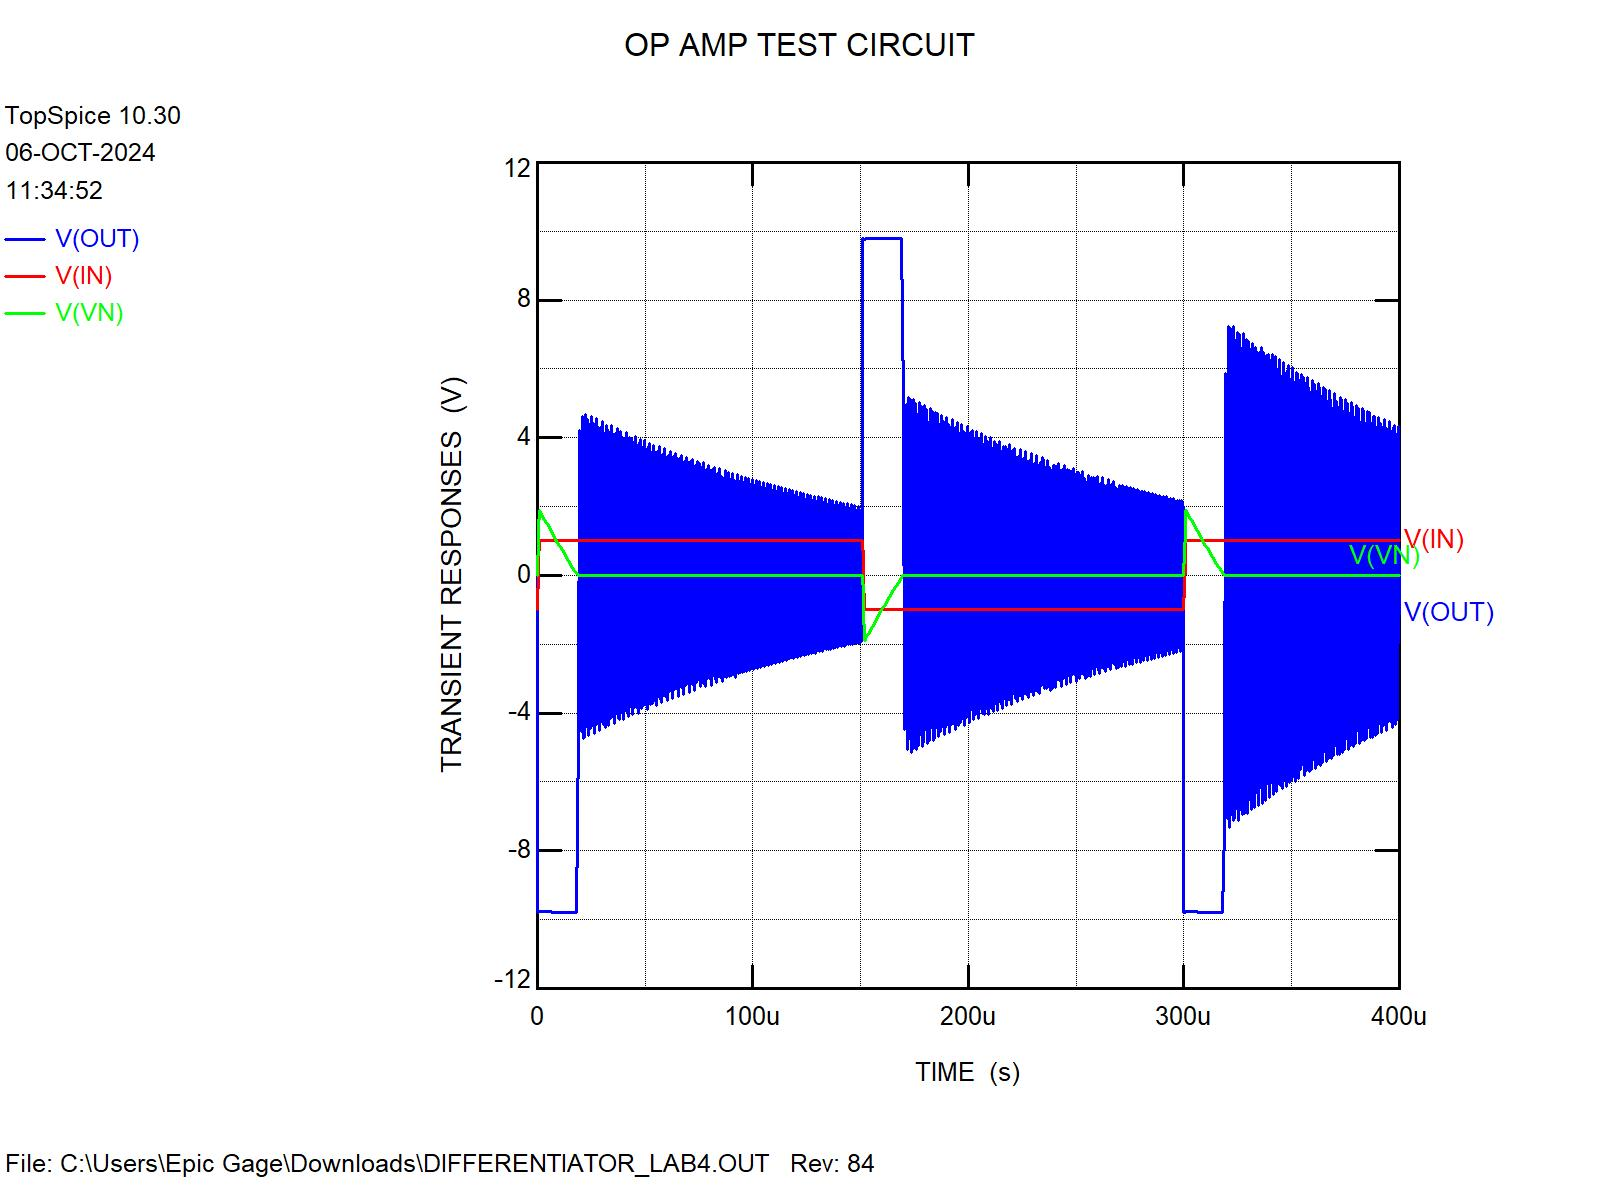 OP AMP TEST CIRCUIT
TopSpice 10.30
06-OCT-2024
11:34:52
V(OUT)
V(IN)
V(VN)
TRANSIENT RESPONSES (V)
12
8
4
0
-4
-8
-12
V(IN)
V(VN)
V(OUT)
0
100u
200u
300u
400u
TIME (s)
File: C:\Users\Epic Gage\Downloads\DIFFERENTIATOR_LAB4.OUT Rev: 84